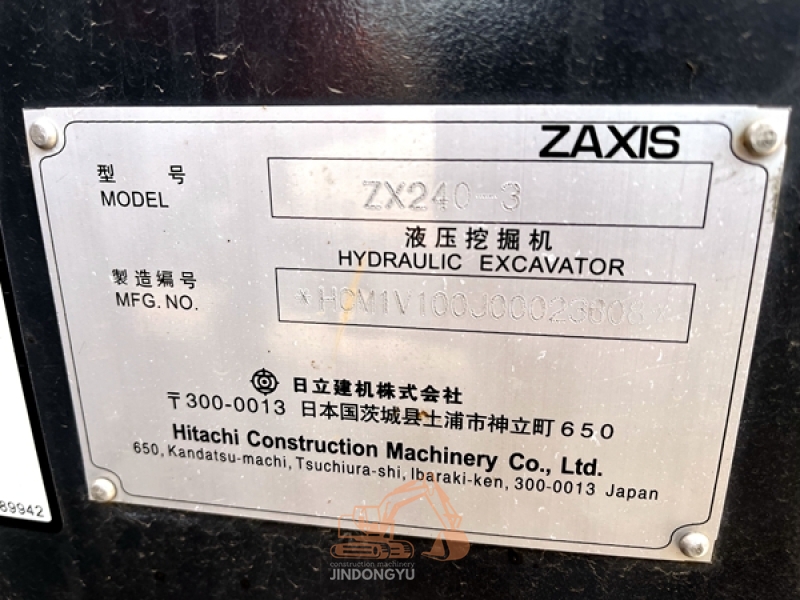 ZAXIS
型 号
MODEL
ZX240-3
液压挖掘机
HYDRAULIC EXCAVATOR
製造编号
MFG. NO.
*HCM1V100J00023608*
日立建机株式会社
〒300-0013 日本国茨城县土浦市神立町650
Hitachi Construction Machinery Co., Ltd.
650, Kandatsu-machi, Tsuchiura-shi, Ibaraki-ken, 300-0013 Japan
89942
construction machinery
JINDONGYU